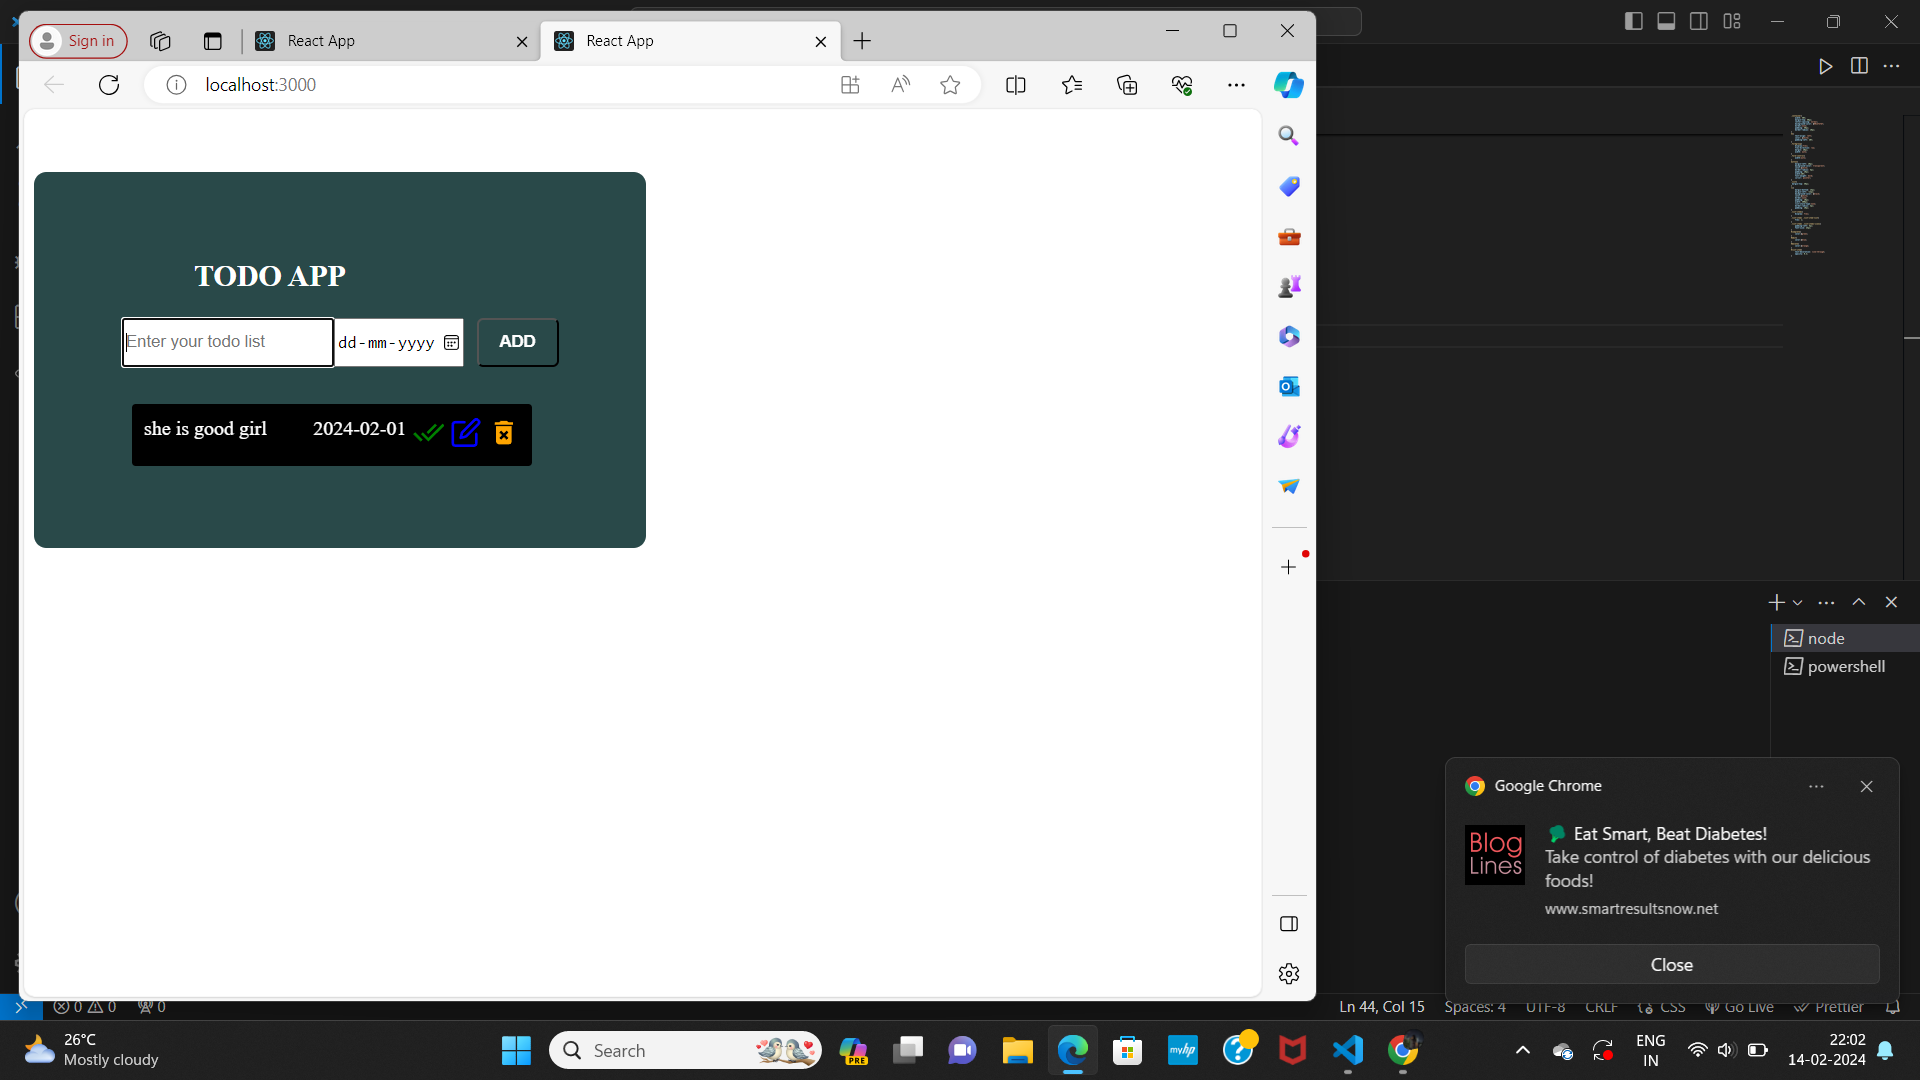 Sign in
React App
React App
localhost:3000
TODO APP
Enter your todo list
dd-mm-yyyy
ADD
she is good girl
2024-02-01
node
powershell
Google Chrome
Blog
Lines
Eat Smart, Beat Diabetes!
Take control of diabetes with our delicious
foods!
www.smartresultsnow.net
Close
0 0
0
Ln 44, Col 15
Spaces: 4
UTF-8
CRLF
CSS
Go Live
Prettier
26°C
Mostly cloudy
Search
PRE
myhp
ENG
IN
22:02
14-02-2024